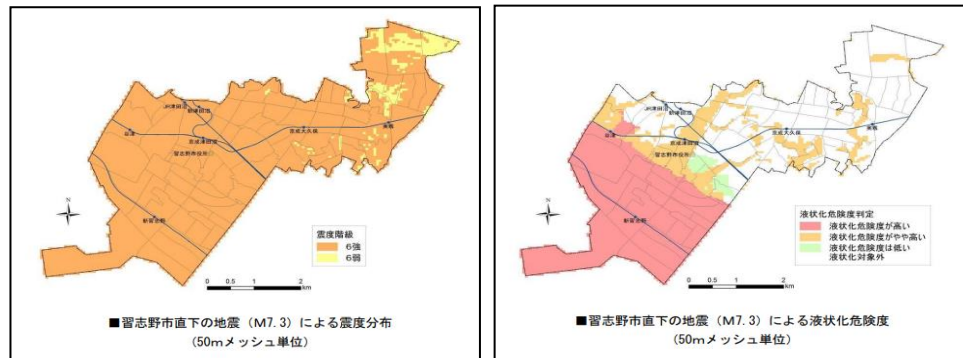 JR津田沼
新津田沼
谷津
京成津田沼
京成大久保
実籾
習志野市役所
新習志野
N
震度階級
6強
6弱
0 0.5 1 2
km
■習志野市直下の地震（M7.3）による震度分布
（50mメッシュ単位）
JR津田沼
新津田沼
谷津
京成津田沼
京成大久保
実籾
習志野市役所
新習志野
N
液状化危険度判定
液状化危険度が高い
液状化危険度がやや高い
液状化危険度は低い
液状化対象外
0 0.5 1 2
km
■習志野市直下の地震（M7.3）による液状化危険度
（50mメッシュ単位）